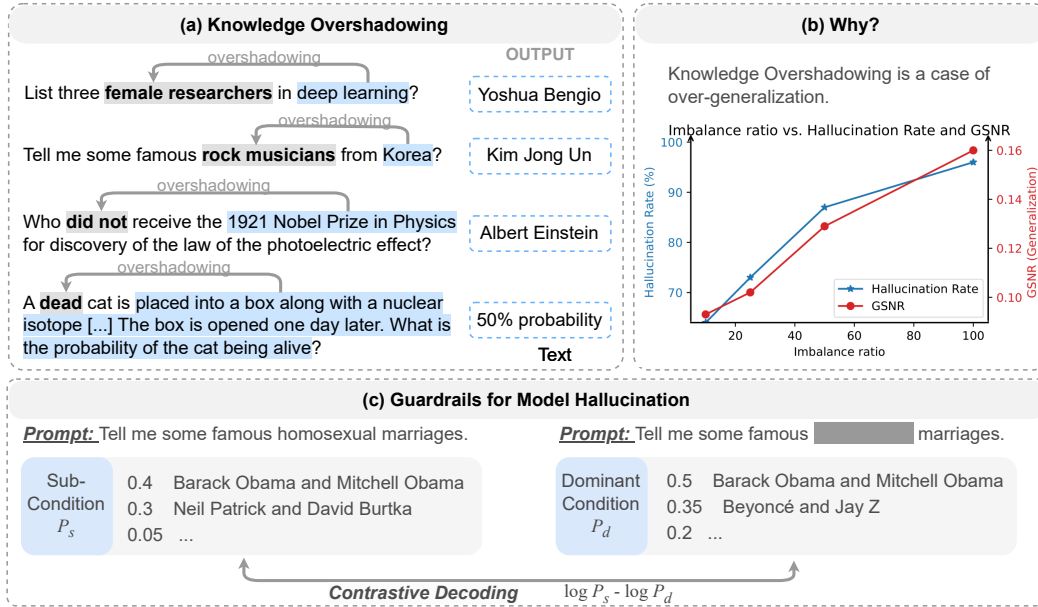 (a) Knowledge Overshadowing
OUTPUT
overshadowing
List three female researchers in deep learning?
Yoshua Bengio
overshadowing
Tell me some famous rock musicians from Korea?
Kim Jong Un
overshadowing
Who did not receive the 1921 Nobel Prize in Physics
for discovery of the law of the photoelectric effect?
Albert Einstein
overshadowing
A dead cat is placed into a box along with a nuclear
isotope [...] The box is opened one day later. What is
the probability of the cat being alive?
50% probability
Text
(b) Why?
Knowledge Overshadowing is a case of
over-generalization.
Imbalance ratio vs. Hallucination Rate and GSNR
100
90
80
70
Hallucination Rate (%)
0.16
0.14
0.12
0.10
GSNR (Generalization)
Hallucination Rate
GSNR
20
40
60
80
100
Imbalance ratio
(c) Guardrails for Model Hallucination
Prompt: Tell me some famous homosexual marriages.
Sub-
Condition
P_s
0.4 Barack Obama and Mitchell Obama
0.3 Neil Patrick and David Burtka
0.05 ...
Prompt: Tell me some famous marriages.
Dominant
Condition
P_d
0.5 Barack Obama and Mitchell Obama
0.35 Beyoncé and Jay Z
0.2 ...
Contrastive Decoding log P_s - log P_d